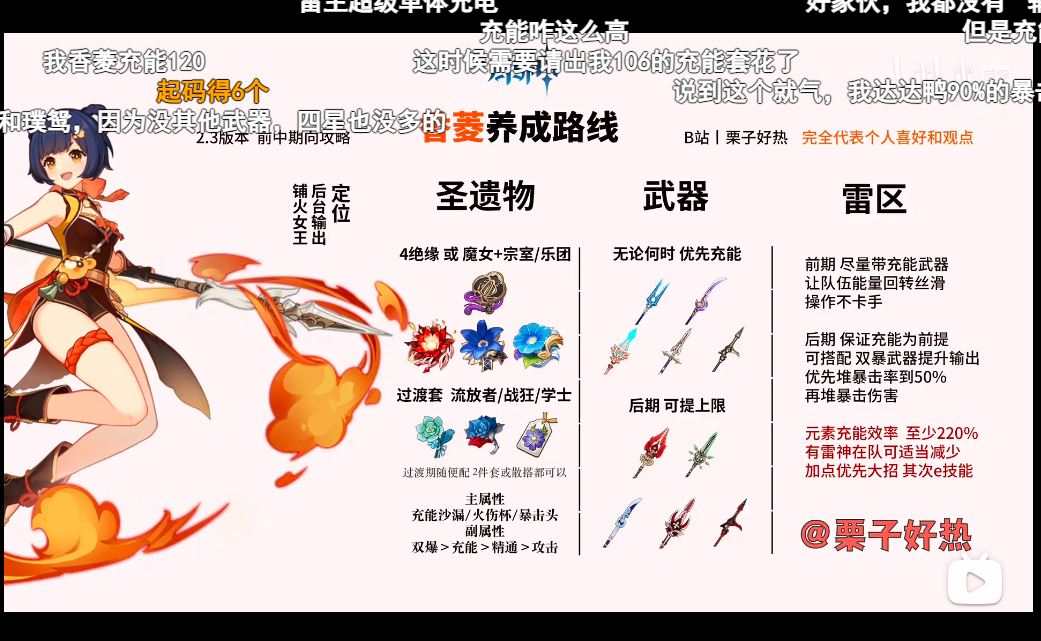 雷主超级单体充电
好家伙，我都没有
充能咋这么高
但是充能
我香菱充能120
这时候需要请出我106的充能套花了
起码得6个
说到这个就气，我达达鸭90%的暴击
和璞鸳，因为没其他武器，四星也没多的
香菱养成路线
2.3版本 前中期向攻略
B站丨栗子好热 完全代表个人喜好和观点
定位
后台输出
铺火女王
圣遗物
武器
雷区
4绝缘 或 魔女+宗室/乐团
无论何时 优先充能
前期 尽量带充能武器
让队伍能量回转丝滑
操作不卡手
后期 保证充能为前提
可搭配 双暴武器提升输出
优先堆暴击率到50%
再堆暴击伤害
过渡套 流放者/战狂/学士
后期 可提上限
元素充能效率 至少220%
有雷神在队可适当减少
加点优先大招 其次e技能
过渡期随便配 2件套或散搭都可以
主属性
充能沙漏/火伤杯/暴击头
副属性
双爆＞充能＞精通＞攻击
@栗子好热